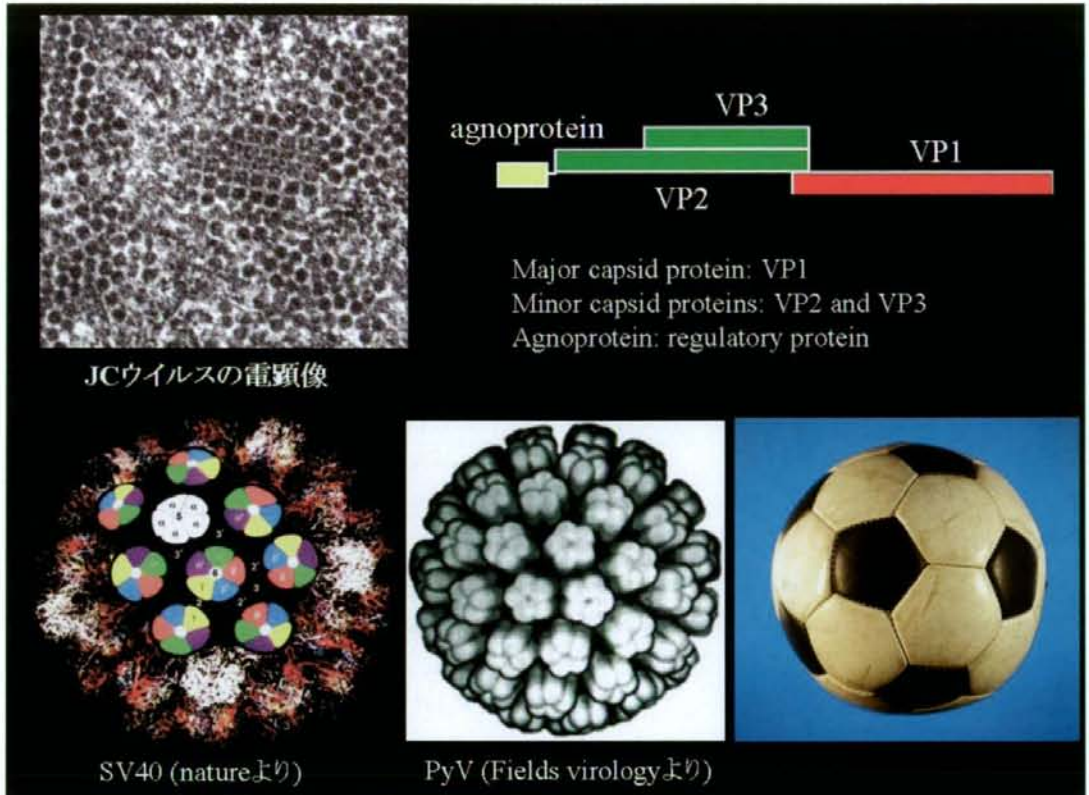 agnoprotein
VP3
VP2
VP1
Major capsid protein: VP1
Minor capsid proteins: VP2 and VP3
Agnoprotein: regulatory protein
JCウイルスの電顕像
SV40 (natureより)
PyV (Fields virologyより)